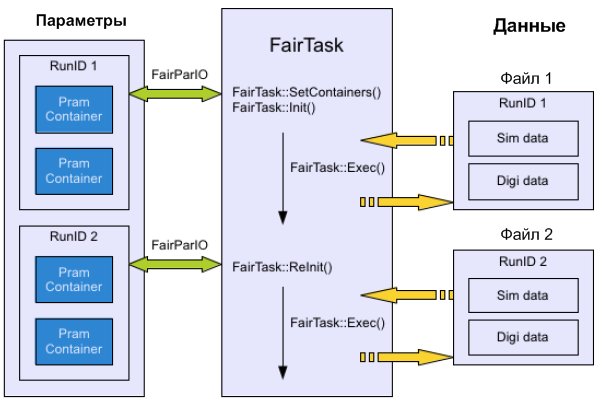 Параметры
RunID 1
Pram
Container
Pram
Container
RunID 2
Pram
Container
Pram
Container
FairParIO
FairParIO
FairTask
FairTask::SetContainers()
FairTask::Init()
FairTask::Exec()
FairTask::ReInit()
FairTask::Exec()
Данные
Файл 1
RunID 1
Sim data
Digi data
Файл 2
RunID 2
Sim data
Digi data